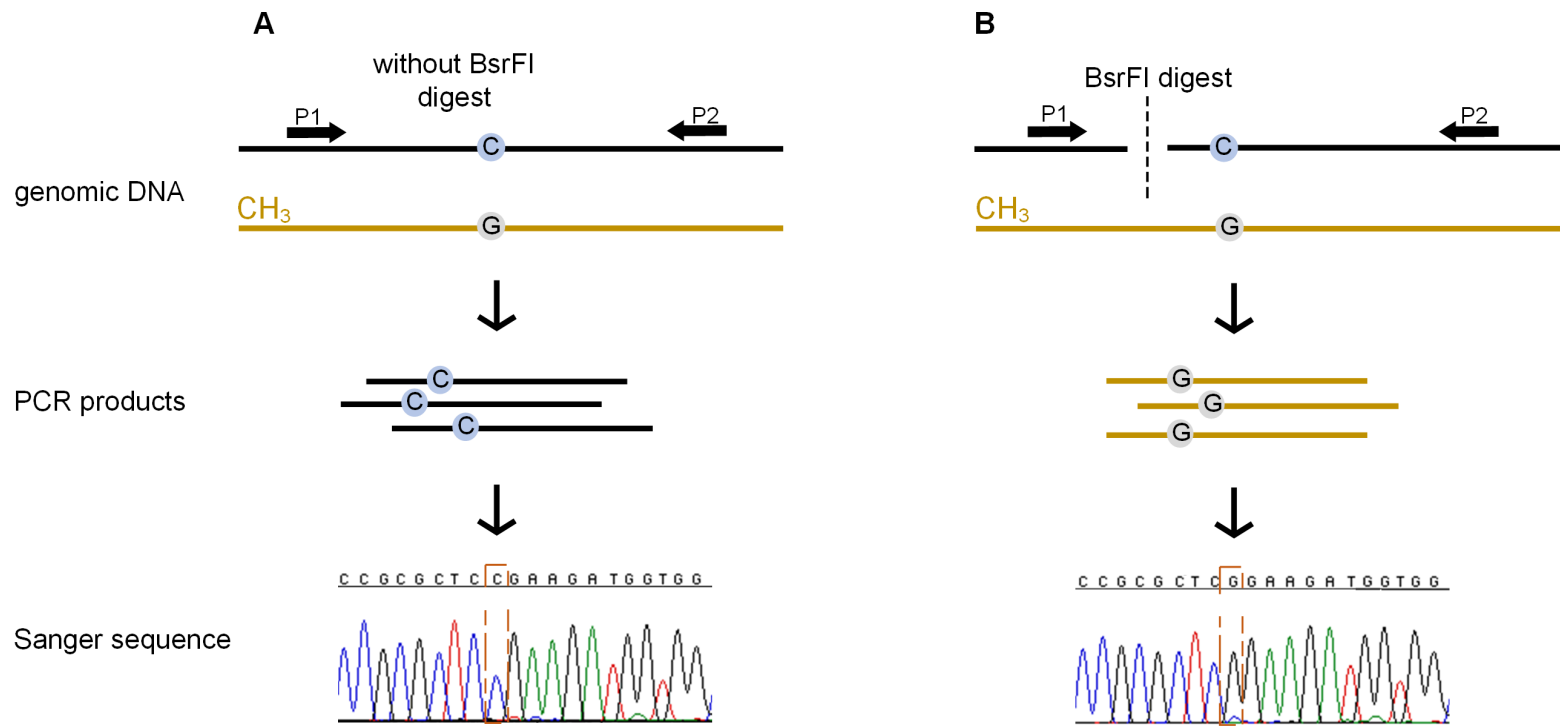 A
B
without BsrFI
digest
BsrFI digest
P1
P2
P1
P2
C
C
genomic DNA
CH₃
CH₃
G
G
PCR products
C
C
C
G
G
G
C C G C G C T C C G A A G A T G G T G G
C C G C G C T C G G A A G A T G G T G G
Sanger sequence